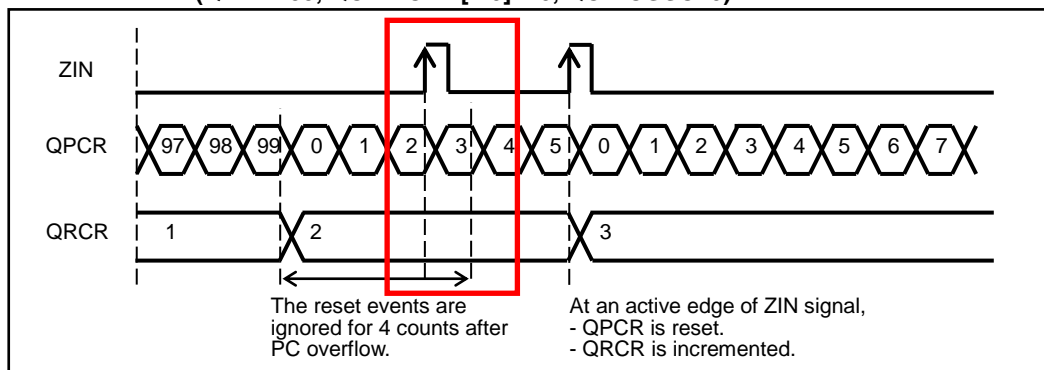 ZIN
QPCR 97 98 99 0 1 2 3 4 5 0 1 2 3 4 5 6 7
QRCR 1 2 3
The reset events are
ignored for 4 counts after
PC overflow.
At an active edge of ZIN signal,
- QPCR is reset.
- QRCR is incremented.